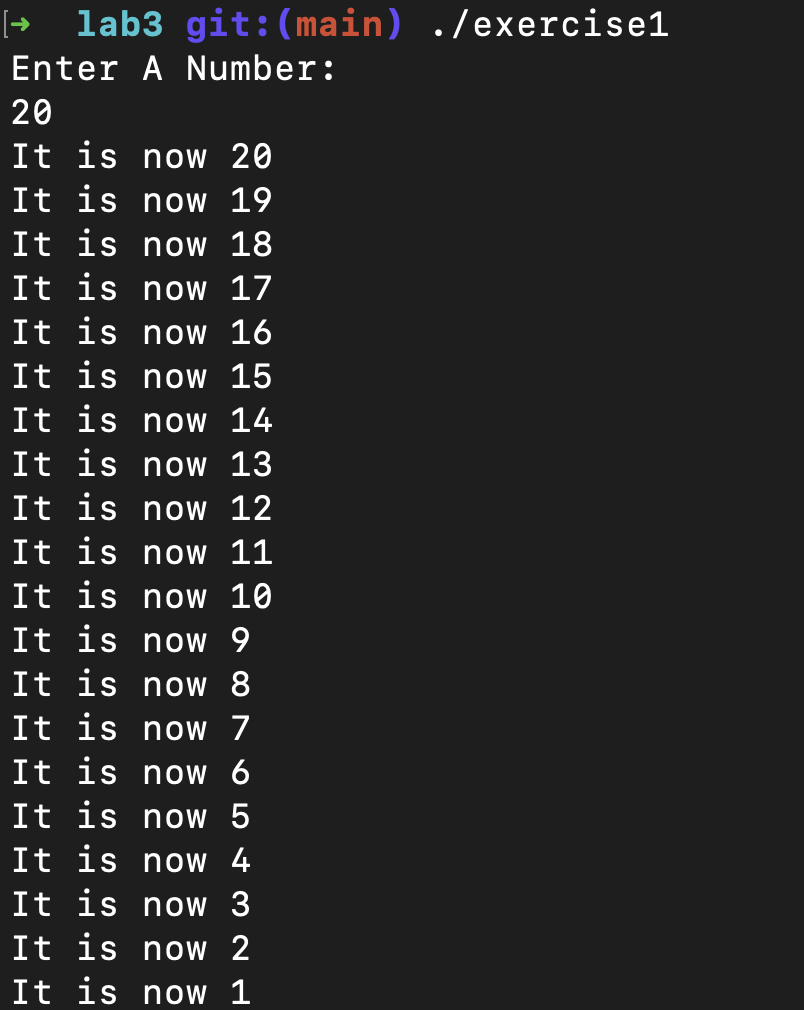 [➜  lab3 git:(main) ./exercise1
Enter A Number:
20
It is now 20
It is now 19
It is now 18
It is now 17
It is now 16
It is now 15
It is now 14
It is now 13
It is now 12
It is now 11
It is now 10
It is now 9
It is now 8
It is now 7
It is now 6
It is now 5
It is now 4
It is now 3
It is now 2
It is now 1